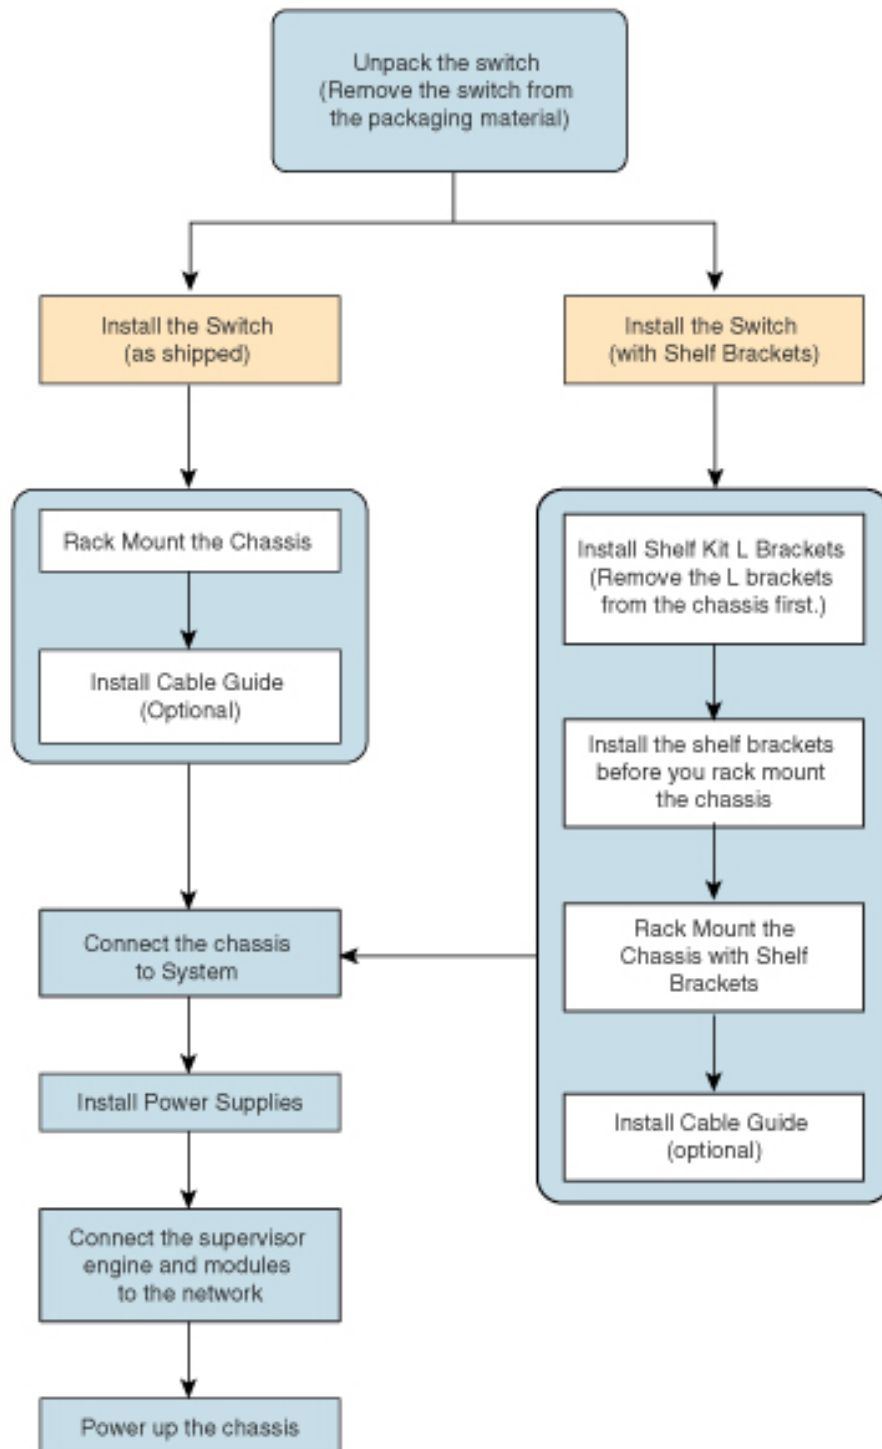 Unpack the switch
(Remove the switch from
the packaging material)
Install the Switch
(as shipped)
Install the Switch
(with Shelf Brackets)
Rack Mount the Chassis
Install Cable Guide
(Optional)
Install Shelf Kit L Brackets
(Remove the L brackets
from the chassis first.)
Install the shelf brackets
before you rack mount
the chassis
Rack Mount the
Chassis with Shelf
Brackets
Install Cable Guide
(optional)
Connect the chassis
to System
Install Power Supplies
Connect the supervisor
engine and modules
to the network
Power up the chassis